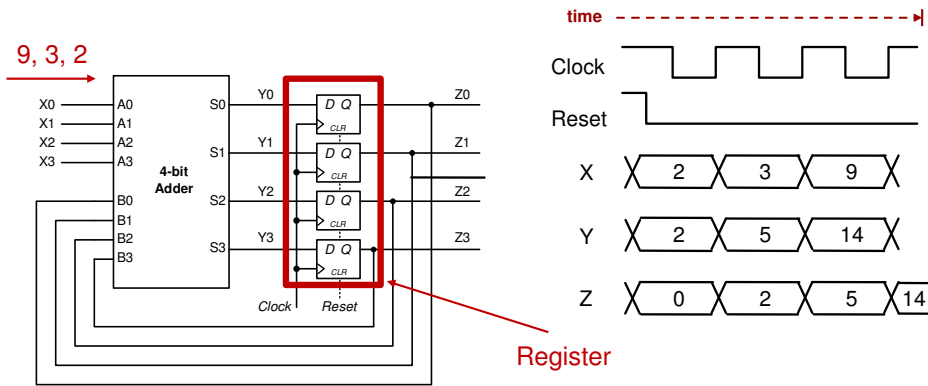 time
9, 3, 2
Clock
Reset
X0 A0 S0 Y0 D Q CLR Z0
X1 A1
X2 A2
X3 A3
4-bit
Adder
S1 Y1 D Q CLR Z1
B0 S2 Y2 D Q CLR Z2
B1
B2
B3 S3 Y3 D Q CLR Z3
Clock Reset
Register
X 2 3 9
Y 2 5 14
Z 0 2 5 14